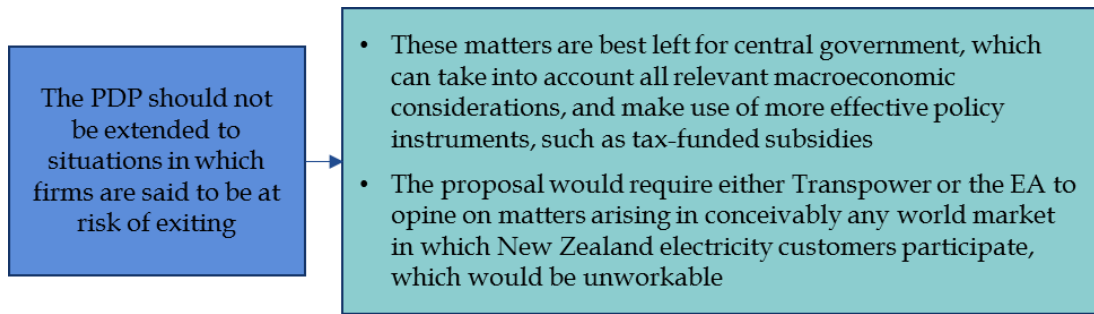 The PDP should not
be extended to
situations in which
firms are said to be at
risk of exiting
• These matters are best left for central government, which
can take into account all relevant macroeconomic
considerations, and make use of more effective policy
instruments, such as tax-funded subsidies
• The proposal would require either Transpower or the EA to
opine on matters arising in conceivably any world market
in which New Zealand electricity customers participate,
which would be unworkable